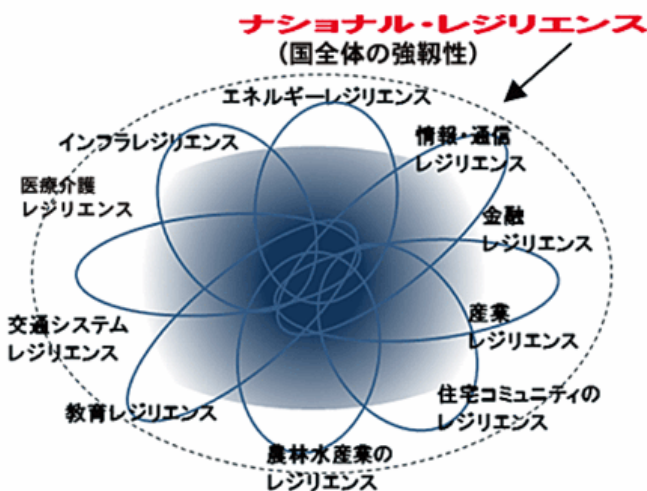 ナショナル・レジリエンス
(国全体の強靭性)
エネルギーレジリエンス
情報・通信
レジリエンス
インフラレジリエンス
医療介護
レジリエンス
金融
レジリエンス
交通システム
レジリエンス
産業
レジリエンス
教育レジリエンス
住宅コミュニティの
レジリエンス
農林水産業の
レジリエンス